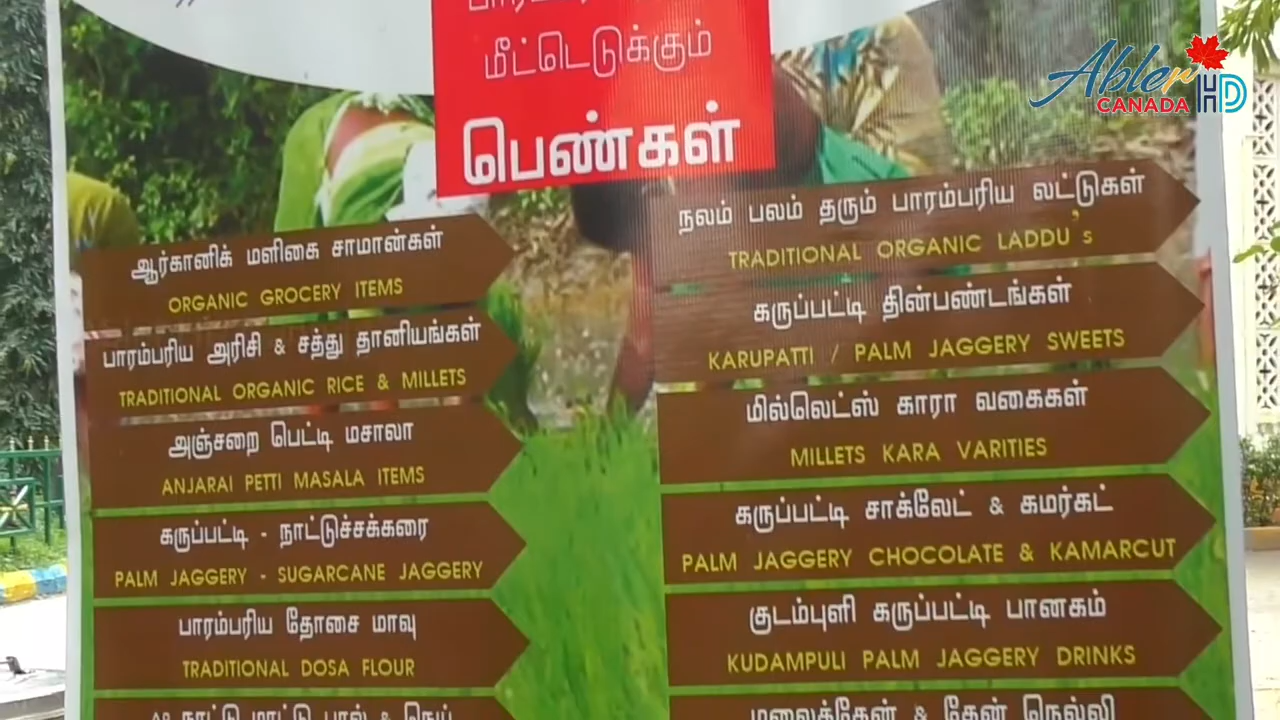 மீட்டெடுக்கும்
பெண்கள்
Abler
CANADA HD
ஆர்கானிக் மளிகை சாமான்கள்
ORGANIC GROCERY ITEMS
பாரம்பரிய அரிசி & சத்து தானியங்கள்
TRADITIONAL ORGANIC RICE & MILLETS
அஞ்சறை பெட்டி மசாலா
ANJARAI PETTI MASALA ITEMS
கருப்பட்டி - நாட்டுச்சக்கரை
PALM JAGGERY - SUGARCANE JAGGERY
பாரம்பரிய தோசை மாவு
TRADITIONAL DOSA FLOUR
நாட்டு மாட்டு பால் & நெய்
நலம் பலம் தரும் பாரம்பரிய லட்டுகள்
TRADITIONAL ORGANIC LADDU's
கருப்பட்டி தின்பண்டங்கள்
KARUPATTI / PALM JAGGERY SWEETS
மில்லெட்ஸ் காரா வகைகள்
MILLETS KARA VARITIES
கருப்பட்டி சாக்லேட் & கமர்கட்
PALM JAGGERY CHOCOLATE & KAMARCUT
குடம்புளி கருப்பட்டி பானகம்
KUDAMPULI PALM JAGGERY DRINKS
மலைத்தேன் & தேன் நெல்லி